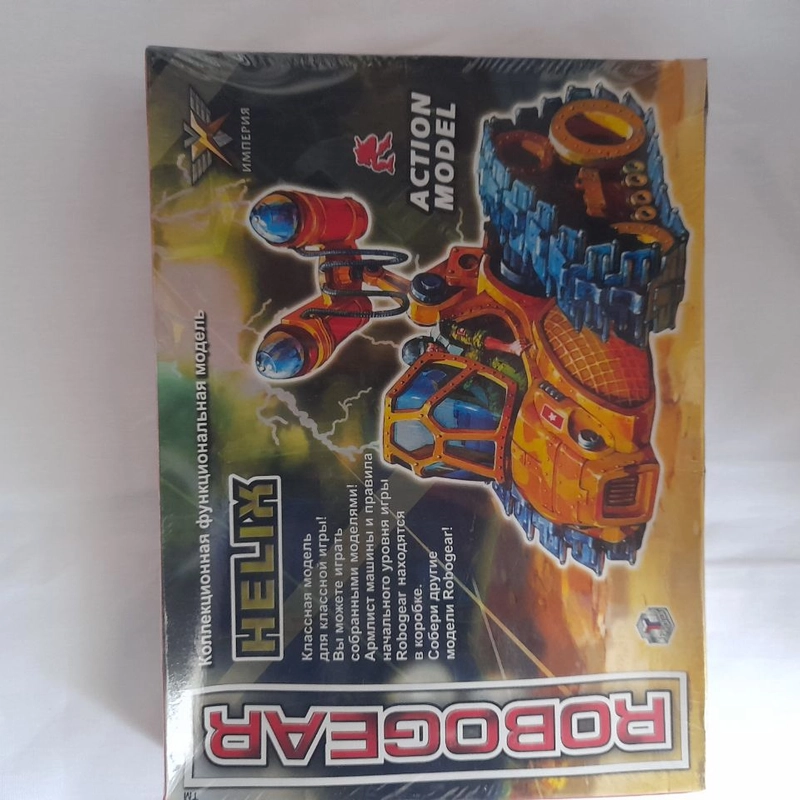 ROBOGEAR
TM
Коллекционная функциональная модель
ИМПЕРИЯ
HELIX
Классная модель
для классной игры!
Вы можете играть
собранными моделями!
Армлист машины и правила
начального уровня игры
Robogear находятся
в коробке.
Собери другие
модели Robogear!
ACTION
MODEL